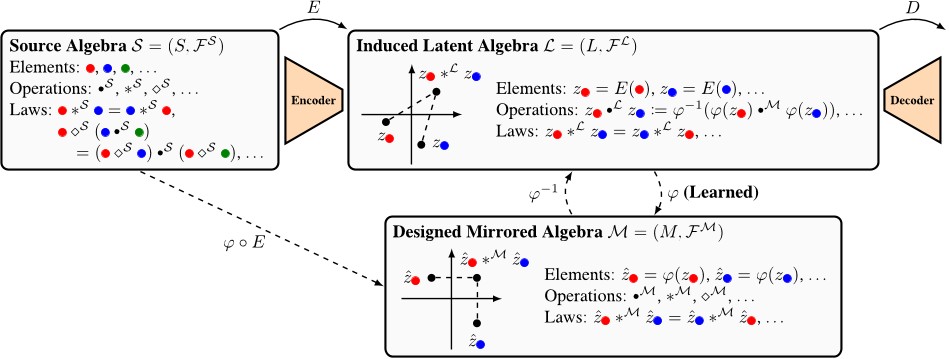 E
D
Source Algebra 𝒮 = (S, ℱ^𝒮)
Elements: ●, ●, ●, …
Operations: •^𝒮, *^𝒮, ⋄^𝒮, …
Laws: ● *^𝒮 ● = ● *^𝒮 ●,
● ⋄^𝒮 (● •^𝒮 ●)
= (● ⋄^𝒮 ●) •^𝒮 (● ⋄^𝒮 ●), …
Encoder
Induced Latent Algebra ℒ = (L, ℱ^ℒ)
z● *^ℒ z●
z●
z●
Elements: z● = E(●), z● = E(●), …
Operations: z● •^ℒ z● := φ⁻¹(φ(z●) •^ℳ φ(z●)), …
Laws: z● *^ℒ z● = z● *^ℒ z●, …
Decoder
φ⁻¹
φ (Learned)
φ ∘ E
Designed Mirrored Algebra ℳ = (M, ℱ^ℳ)
ẑ● *^ℳ ẑ●
ẑ●
ẑ●
Elements: ẑ● = φ(z●), ẑ● = φ(z●), …
Operations: •^ℳ, *^ℳ, ⋄^ℳ, …
Laws: ẑ● *^ℳ ẑ● = ẑ● *^ℳ ẑ●, …